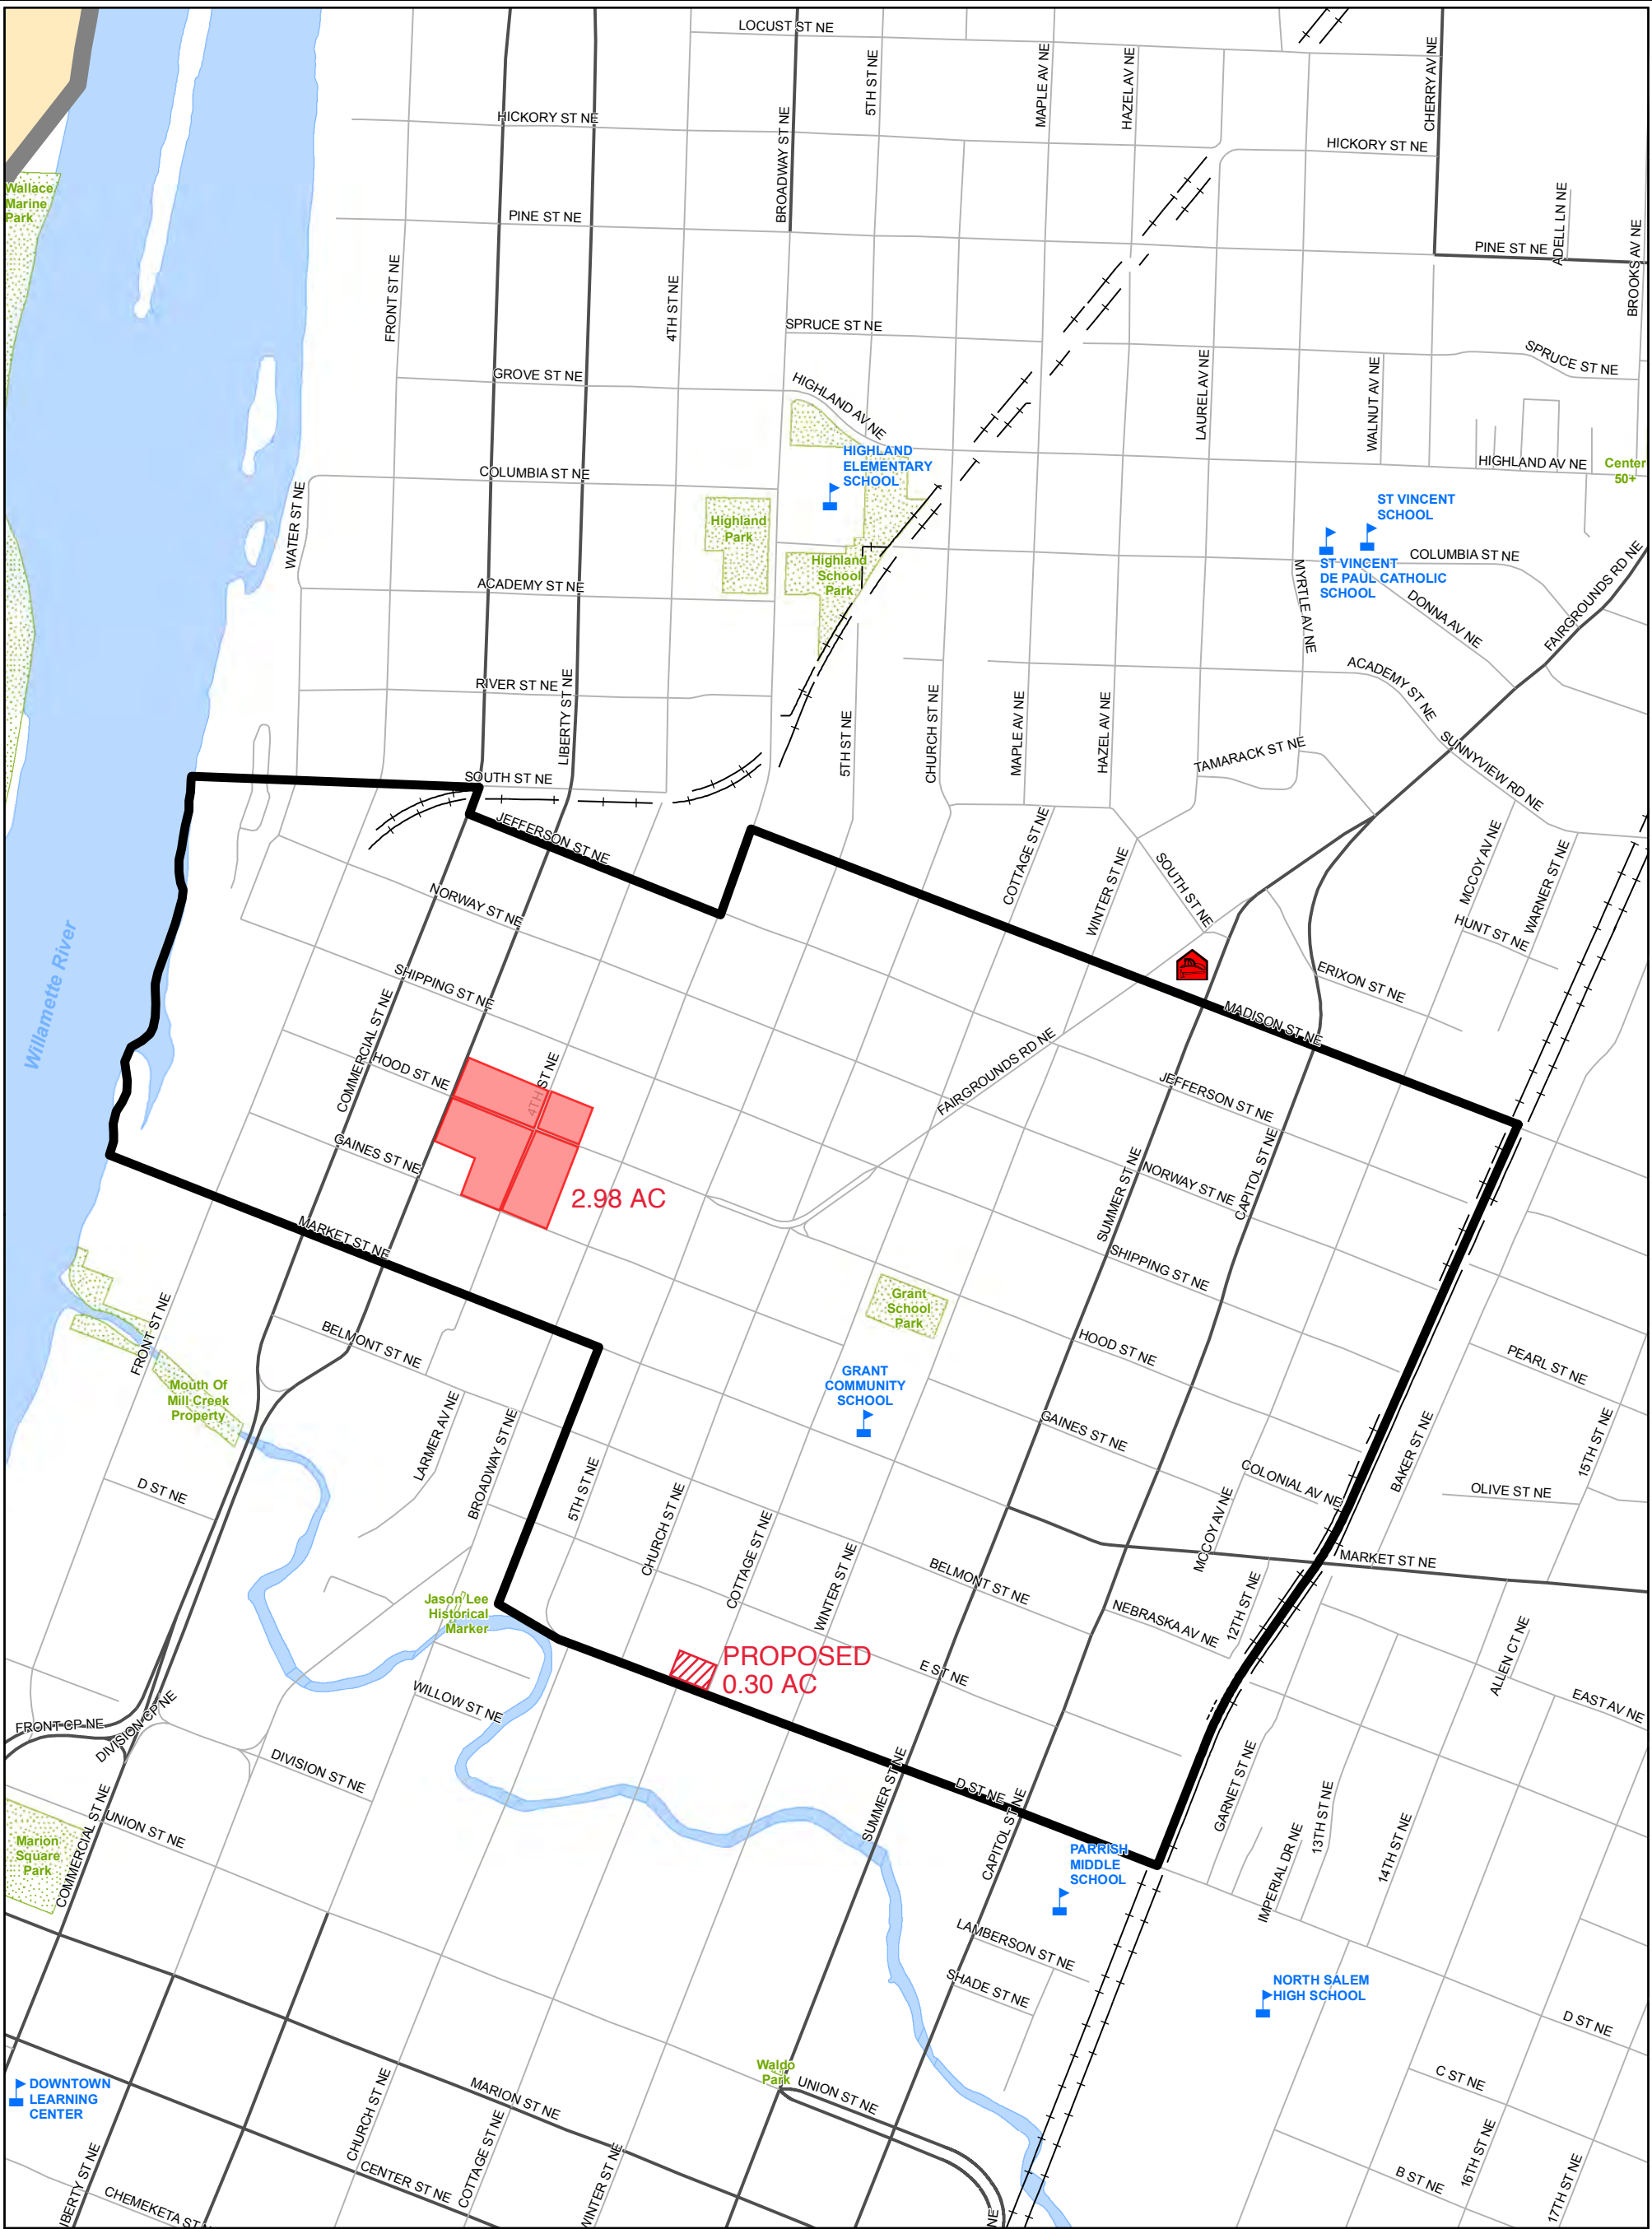 LOCUST ST NE
5TH ST NE
MAPLE AV NE
HAZEL AV NE
CHERRY AV NE
HICKORY ST NE
BROADWAY ST NE
HICKORY ST NE
Wallace
Marine
Park
PINE ST NE
ADELL LN NE
PINE ST NE
BROOKS AV NE
FRONT ST NE
4TH ST NE
SPRUCE ST NE
SPRUCE ST NE
GROVE ST NE
HIGHLAND AV NE
LAUREL AV NE
WALNUT AV NE
HIGHLAND
ELEMENTARY
SCHOOL
HIGHLAND AV NE
Center
50+
COLUMBIA ST NE
WATER ST NE
Highland
Park
ST VINCENT
SCHOOL
COLUMBIA ST NE
Highland
School
Park
ST VINCENT
DE PAUL CATHOLIC
SCHOOL
ACADEMY ST NE
MYRTLE AV NE
DONNA AV NE
FAIRGROUNDS RD NE
RIVER ST NE
LIBERTY ST NE
5TH ST NE
CHURCH ST NE
MAPLE AV NE
HAZEL AV NE
ACADEMY ST NE
TAMARACK ST NE
SUNNYVIEW RD NE
SOUTH ST NE
JEFFERSON ST NE
COTTAGE ST NE
WINTER ST NE
SOUTH ST NE
MCCOY AV NE
WARNER ST NE
HUNT ST NE
NORWAY ST NE
SHIPPING ST NE
ERIXON ST NE
MADISON ST NE
Willamette River
COMMERCIAL ST NE
HOOD ST NE
4TH ST NE
FAIRGROUNDS RD NE
JEFFERSON ST NE
GAINES ST NE
2.98 AC
SUMMER ST NE
NORWAY ST NE
CAPITOL ST NE
MARKET ST NE
SHIPPING ST NE
FRONT ST NE
BELMONT ST NE
Grant
School
Park
HOOD ST NE
PEARL ST NE
GRANT
COMMUNITY
SCHOOL
Mouth Of
Mill Creek
Property
LARMER AV NE
BROADWAY ST NE
GAINES ST NE
BAKER ST NE
15TH ST NE
5TH ST NE
COLONIAL AV NE
OLIVE ST NE
D ST NE
CHURCH ST NE
COTTAGE ST NE
WINTER ST NE
MCCOY AV NE
MARKET ST NE
BELMONT ST NE
Jason Lee
Historical
Marker
NEBRASKA AV NE
12TH ST NE
PROPOSED
0.30 AC
E ST NE
ALLEN CT NE
EAST AV NE
WILLOW ST NE
FRONT CP NE
DIVISION CP NE
DIVISION ST NE
SUMMER ST NE
D ST NE
CAPITOL ST NE
GARNET ST NE
IMPERIAL DR NE
13TH ST NE
14TH ST NE
UNION ST NE
COMMERCIAL ST NE
Marion
Square
Park
PARRISH
MIDDLE
SCHOOL
LAMBERSON ST NE
SHADE ST NE
NORTH SALEM
HIGH SCHOOL
D ST NE
Waldo
Park
UNION ST NE
C ST NE
DOWNTOWN
LEARNING
CENTER
MARION ST NE
CHURCH ST NE
COTTAGE ST NE
WINTER ST NE
CENTER ST NE
16TH ST NE
B ST NE
17TH ST NE
IBERTY ST NE
CHEMEKETA ST
NE